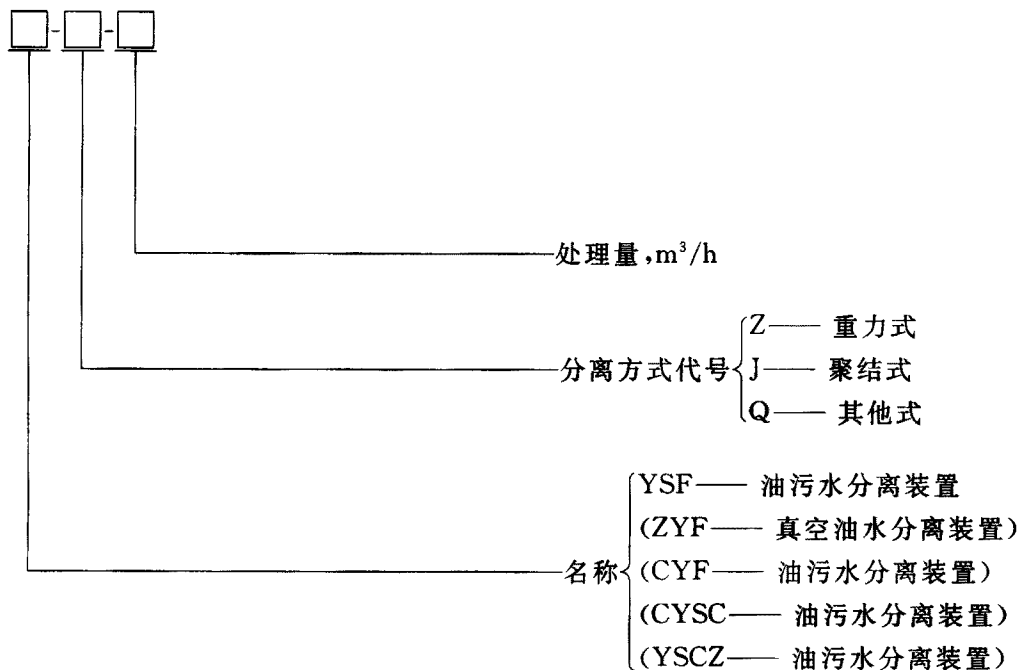 □-□-□
处理量,m³/h
Z—— 重力式
分离方式代号 J—— 聚结式
Q—— 其他式
YSF—— 油污水分离装置
(ZYF—— 真空油水分离装置)
名称 (CYF—— 油污水分离装置)
(CYSC—— 油污水分离装置)
(YSCZ—— 油污水分离装置)